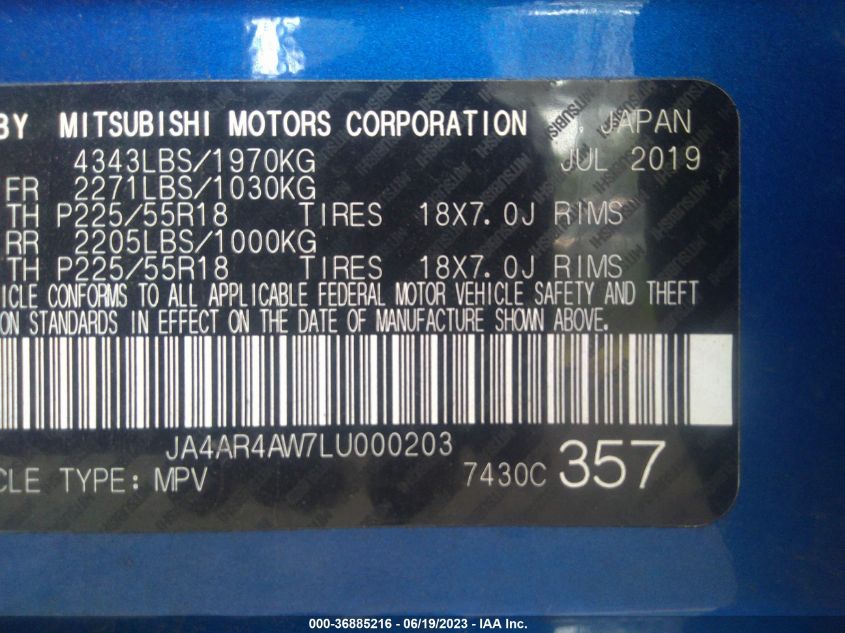 BY MITSUBISHI MOTORS CORPORATION , JAPAN
4343LBS/1970KG JUL 2019
FR 2271LBS/1030KG
TH P225/55R18 TIRES 18X7.0J RIMS
RR 2205LBS/1000KG
TH P225/55R18 TIRES 18X7.0J RIMS
ICLE CONFORMS TO ALL APPLICABLE FEDERAL MOTOR VEHICLE SAFETY AND THEFT
ON STANDARDS IN EFFECT ON THE DATE OF MANUFACTURE SHOWN ABOVE.
JA4AR4AW7LU000203
CLE TYPE: MPV 7430C 357
000-36885216 - 06/19/2023 - IAA Inc.